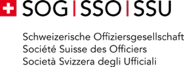 SOG|SSO|SSU
Schweizerische Offiziersgesellschaft
Société Suisse des Officiers
Società Svizzera degli Ufficiali